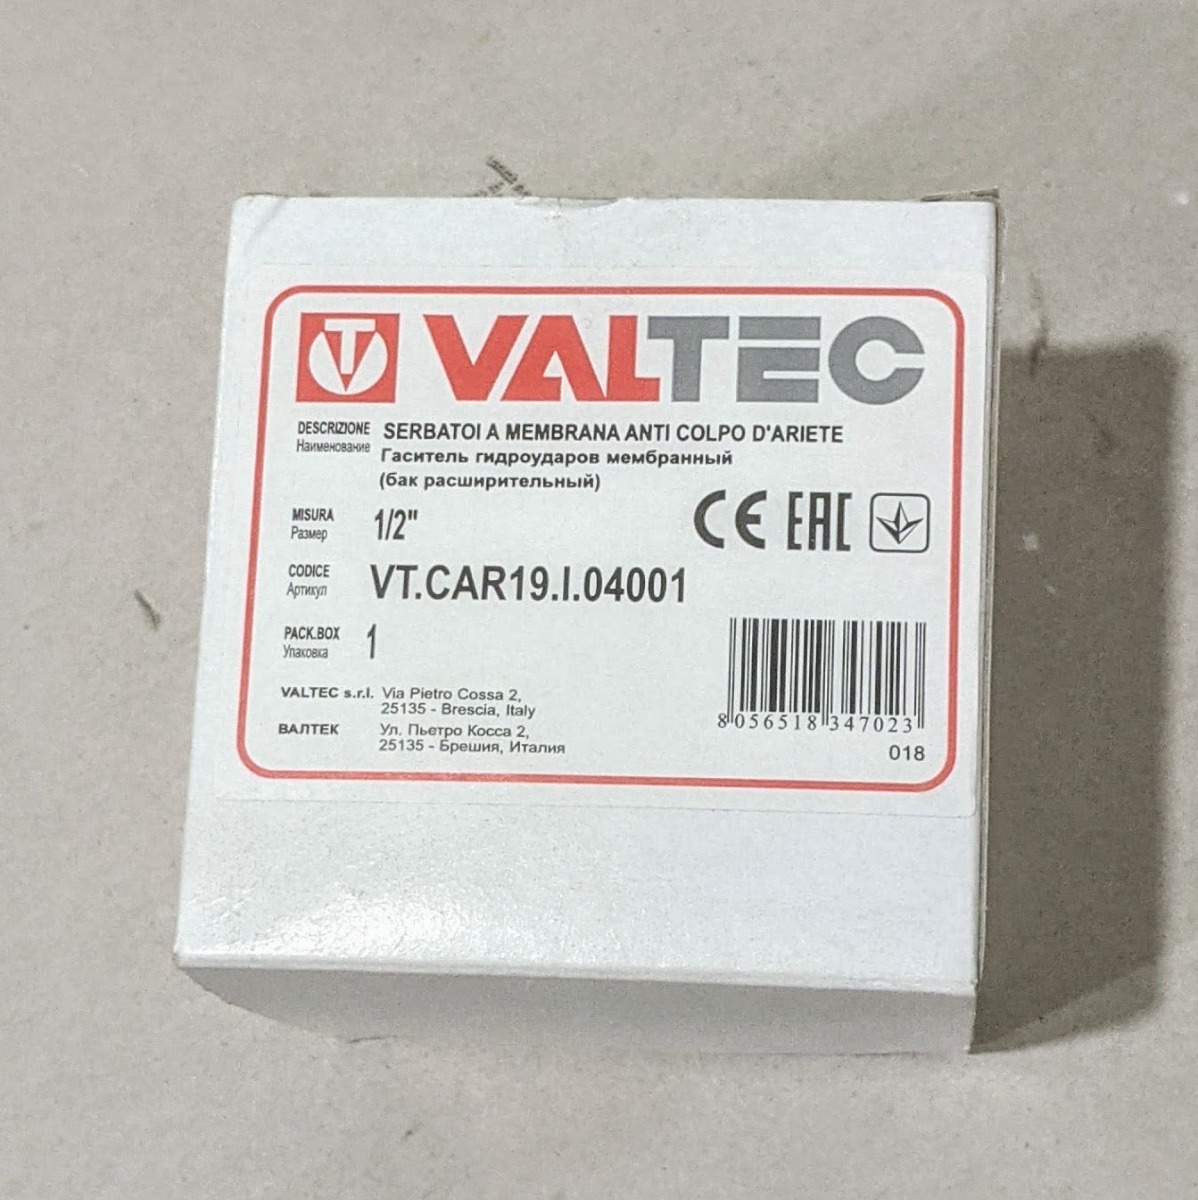 VALTEC
DESCRIZIONE SERBATOI A MEMBRANA ANTI COLPO D'ARIETE
Наименование Гаситель гидроударов мембранный
(бак расширительный)
MISURA 1/2"
Размер
CE EAC
CODICE VT.CAR19.I.04001
Артикул
PACK.BOX 1
Упаковка
VALTEC s.r.l. Via Pietro Cossa 2,
25135 - Brescia, Italy
ВАЛТЕК Ул. Пьетро Косса 2,
25135 - Брешия, Италия
8 056518 347023
018